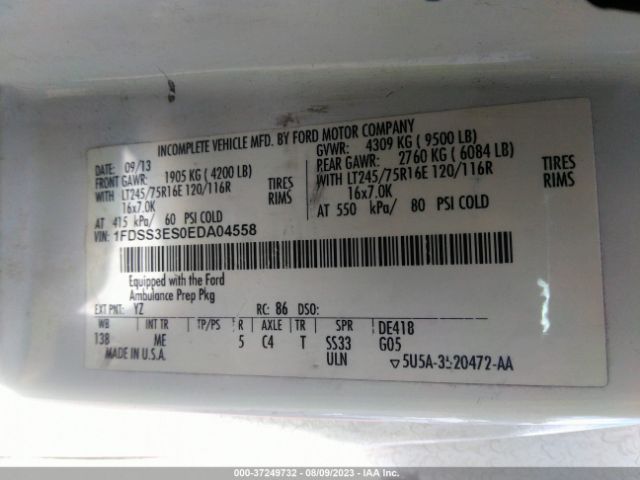 INCOMPLETE VEHICLE MFD. BY FORD MOTOR COMPANY
DATE: 09/13 GVWR: 4309 KG ( 9500 LB)
FRONT GAWR: 1905 KG ( 4200 LB) REAR GAWR: 2760 KG ( 6084 LB)
WITH LT245/75R16E 120/116R TIRES WITH LT245/75R16E 120/116R TIRES
16x7.0K RIMS 16x7.0K RIMS
AT 415 kPa/ 60 PSI COLD AT 550 kPa/ 80 PSI COLD
VIN: 1FDSS3ES0EDA04558
Equipped with the Ford
Ambulance Prep Pkg
EXT PNT: YZ RC: 86 DSO:
WB INT TR TP/PS R AXLE TR SPR DE418
138 ME 5 C4 T SS33 G05
MADE IN U.S.A. ULN ▽5U5A-3520472-AA
000-37249732 - 08/09/2023 - IAA Inc.